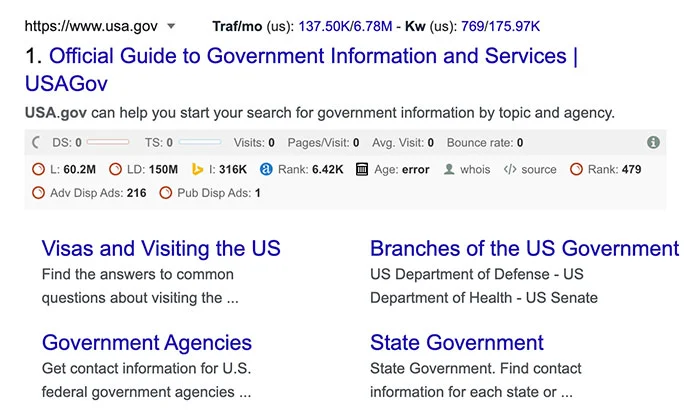 https://www.usa.gov Traf/mo (us): 137.50K/6.78M - Kw (us): 769/175.97K
1. Official Guide to Government Information and Services |
USAGov
USA.gov can help you start your search for government information by topic and agency.
DS: 0 TS: 0 Visits: 0 Pages/Visit: 0 Avg. Visit: 0 Bounce rate: 0
L: 60.2M LD: 150M I: 316K Rank: 6.42K Age: error whois source Rank: 479
Adv Disp Ads: 216 Pub Disp Ads: 1
Visas and Visiting the US
Find the answers to common
questions about visiting the ...
Branches of the US Government
US Department of Defense - US
Department of Health - US Senate
Government Agencies
Get contact information for U.S.
federal government agencies ...
State Government
State Government. Find contact
information for each state or ...